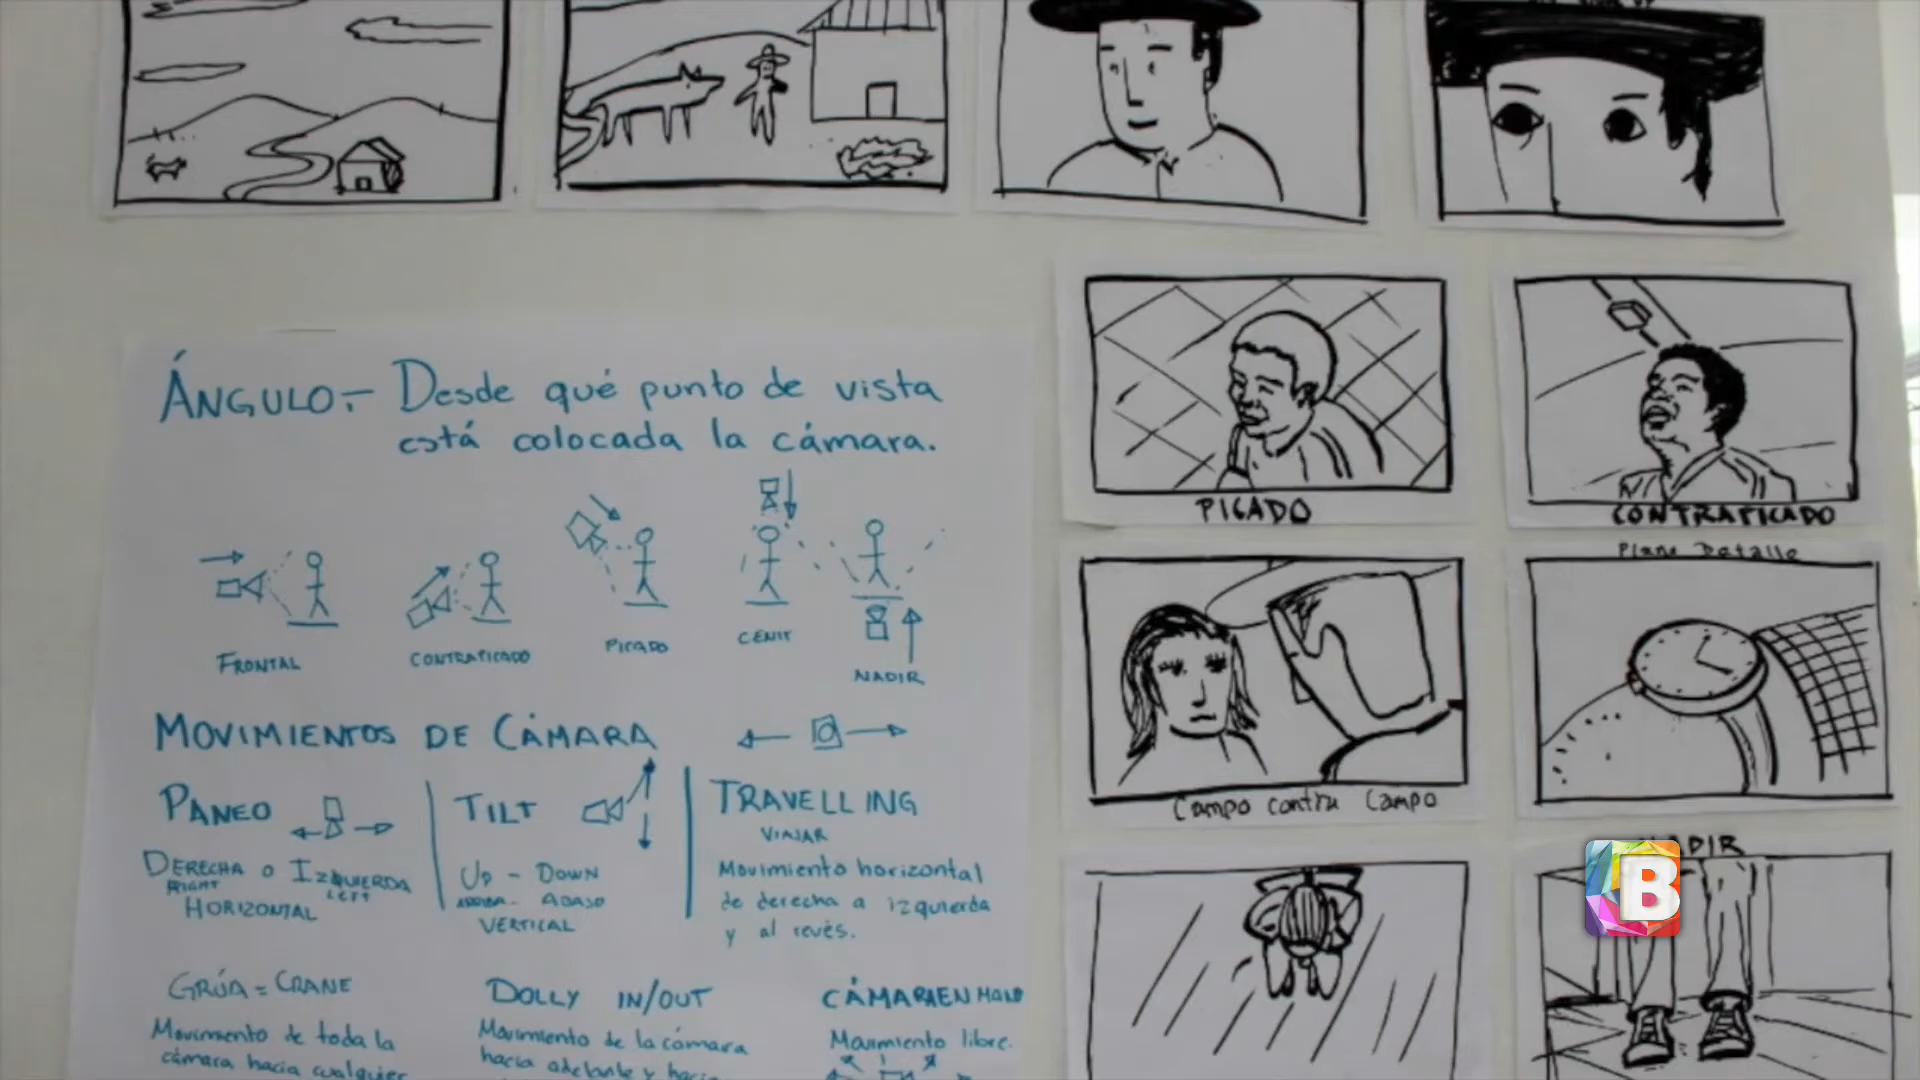 ÁNGULO.- Desde qué punto de vista
está colocada la cámara.
FRONTAL
CONTRAPICADO
PICADO
CENIT
NADIR
MOVIMIENTOS DE CÁMARA
PANEO
DERECHA O IZQUIERDA
RIGHT LEFT
HORIZONTAL
TILT
UP - DOWN
ARRIBA - ABAJO
VERTICAL
TRAVELLING
VIAJAR
Movimiento horizontal
de derecha a izquierda
y al revés.
GRÚA = CRANE
Movimiento de toda la
cámara hacia cualquier
DOLLY IN/OUT
Movimiento de la cámara
hacia adelante y hacia
CÁMARA EN MANO
Movimiento libre.
PICADO
CONTRAPICADO
Campo contra Campo
Plano Detalle
B